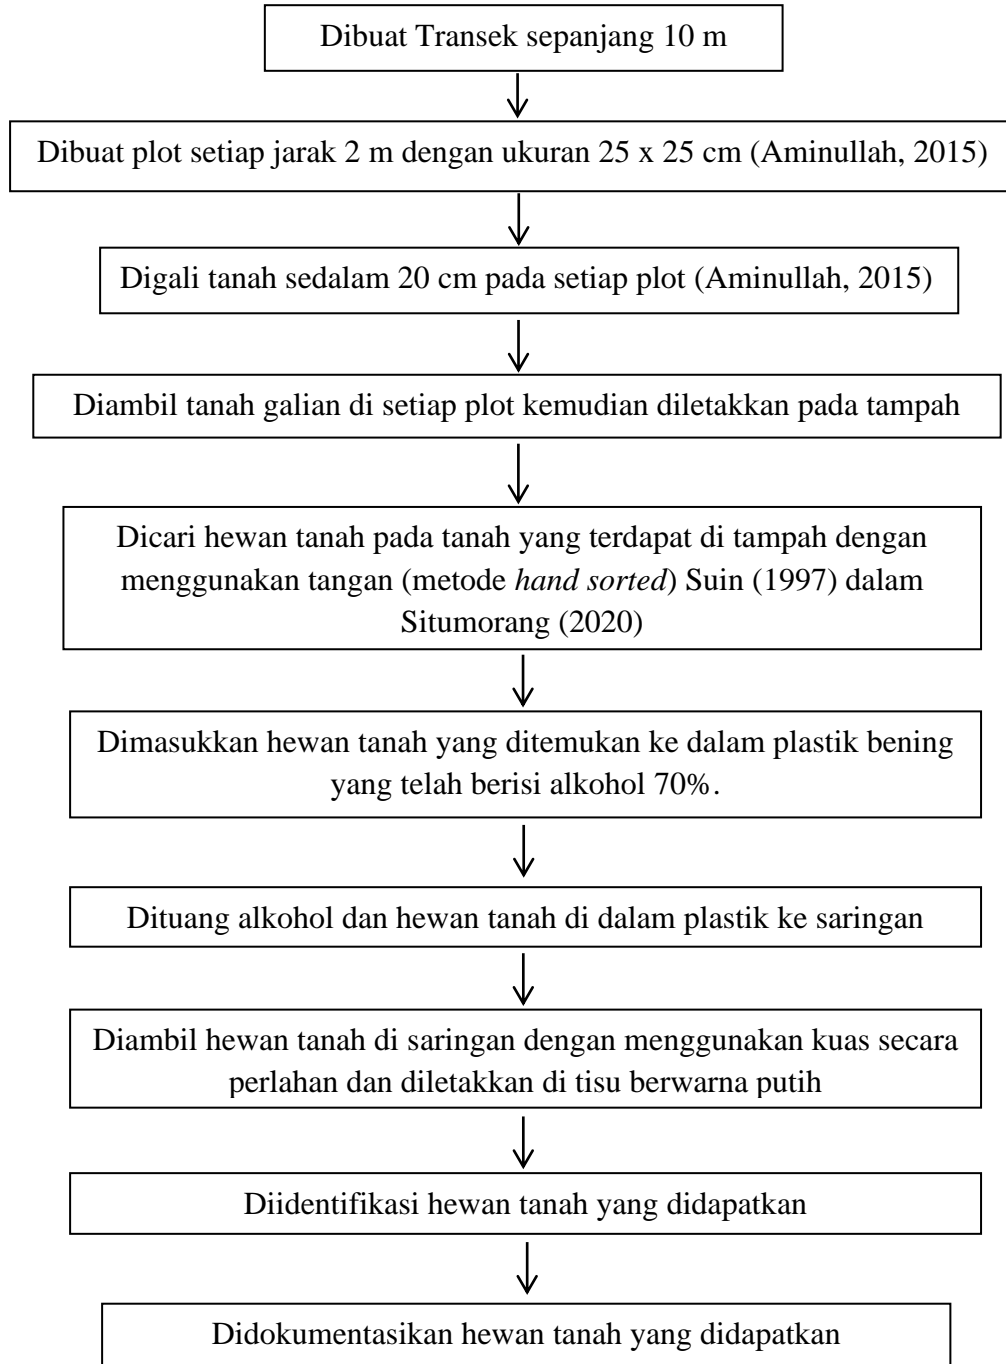 Dibuat Transek sepanjang 10 m
Dibuat plot setiap jarak 2 m dengan ukuran 25 x 25 cm (Aminullah, 2015)
Digali tanah sedalam 20 cm pada setiap plot (Aminullah, 2015)
Diambil tanah galian di setiap plot kemudian diletakkan pada tampah
Dicari hewan tanah pada tanah yang terdapat di tampah dengan
menggunakan tangan (metode hand sorted) Suin (1997) dalam
Situmorang (2020)
Dimasukkan hewan tanah yang ditemukan ke dalam plastik bening
yang telah berisi alkohol 70%.
Dituang alkohol dan hewan tanah di dalam plastik ke saringan
Diambil hewan tanah di saringan dengan menggunakan kuas secara
perlahan dan diletakkan di tisu berwarna putih
Diidentifikasi hewan tanah yang didapatkan
Didokumentasikan hewan tanah yang didapatkan